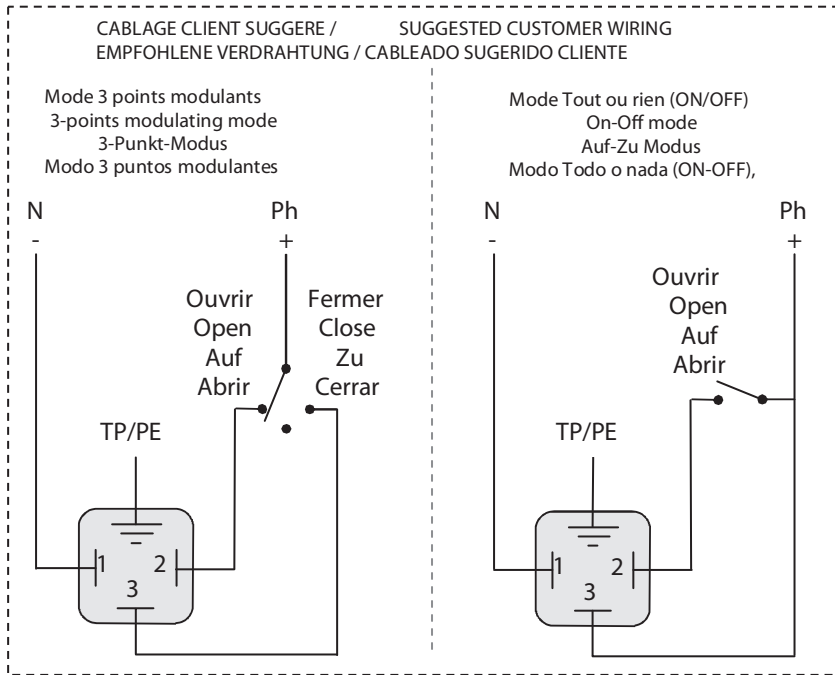 CABLAGE CLIENT SUGGERE / SUGGESTED CUSTOMER WIRING
EMPFOHLENE VERDRAHTUNG / CABLEADO SUGERIDO CLIENTE
Mode 3 points modulants
3-points modulating mode
3-Punkt-Modus
Modo 3 puntos modulantes
N Ph
- +
Ouvrir Fermer
Open Close
Auf Zu
Abrir Cerrar
TP/PE
1 2
3
Mode Tout ou rien (ON/OFF)
On-Off mode
Auf-Zu Modus
Modo Todo o nada (ON-OFF),
N Ph
- +
Ouvrir
Open
Auf
Abrir
TP/PE
1 2
3